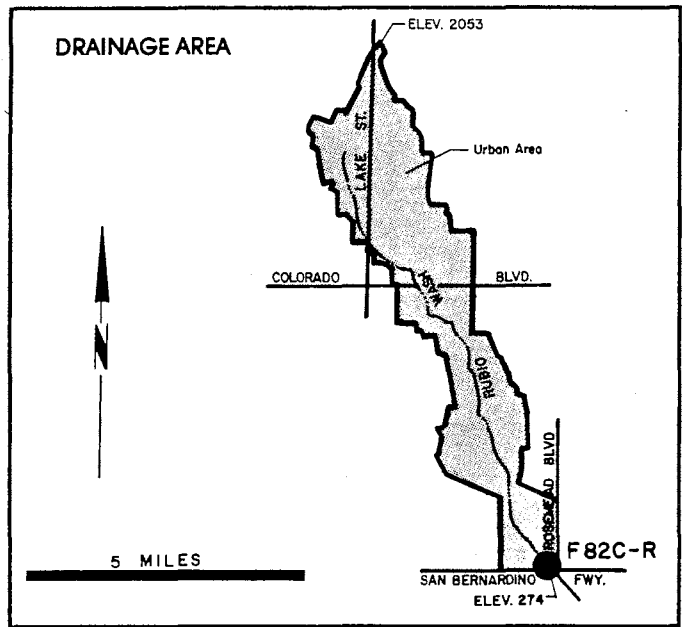 ELEV. 2053
DRAINAGE AREA
LAKE ST.
Urban Area
COLORADO BLVD.
RUBIO WASH
N
ROSEMEAD BLVD
5 MILES
F82C-R
SAN BERNARDINO FWY.
ELEV. 274